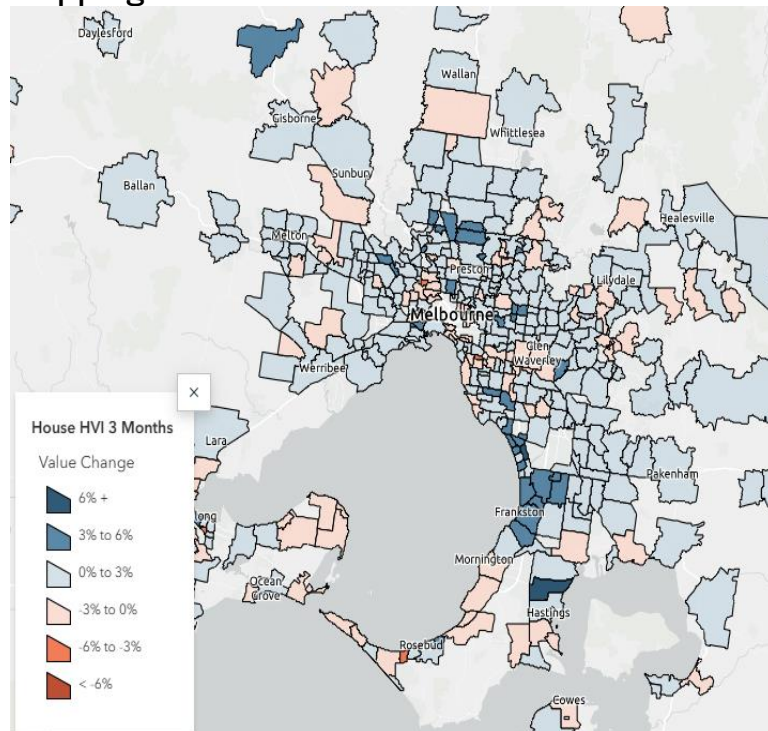 Daylesford
Wallan
Gisborne
Whittlesea
Sunbury
Ballan
Healesville
Melton
Preston
Lilydale
Melbourne
Glen
Waverley
Werribee
×
House HVI 3 Months
Value Change
6% +
3% to 6%
0% to 3%
-3% to 0%
-6% to -3%
< -6%
Lara
Pakenham
Frankston
Mornington
Ocean
Grove
Hastings
Rosebud
Cowes